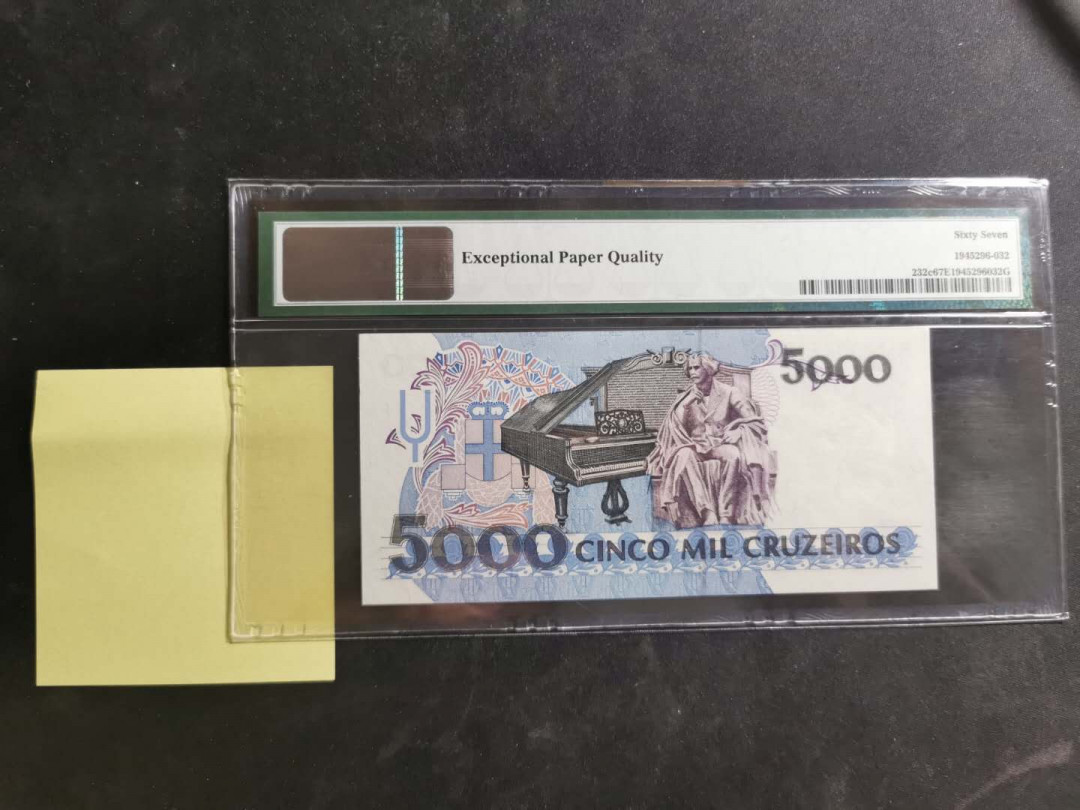 Sixty Seven
Exceptional Paper Quality
1945296-032
232c67E1945296032G
5000
5000 CINCO MIL CRUZEIROS